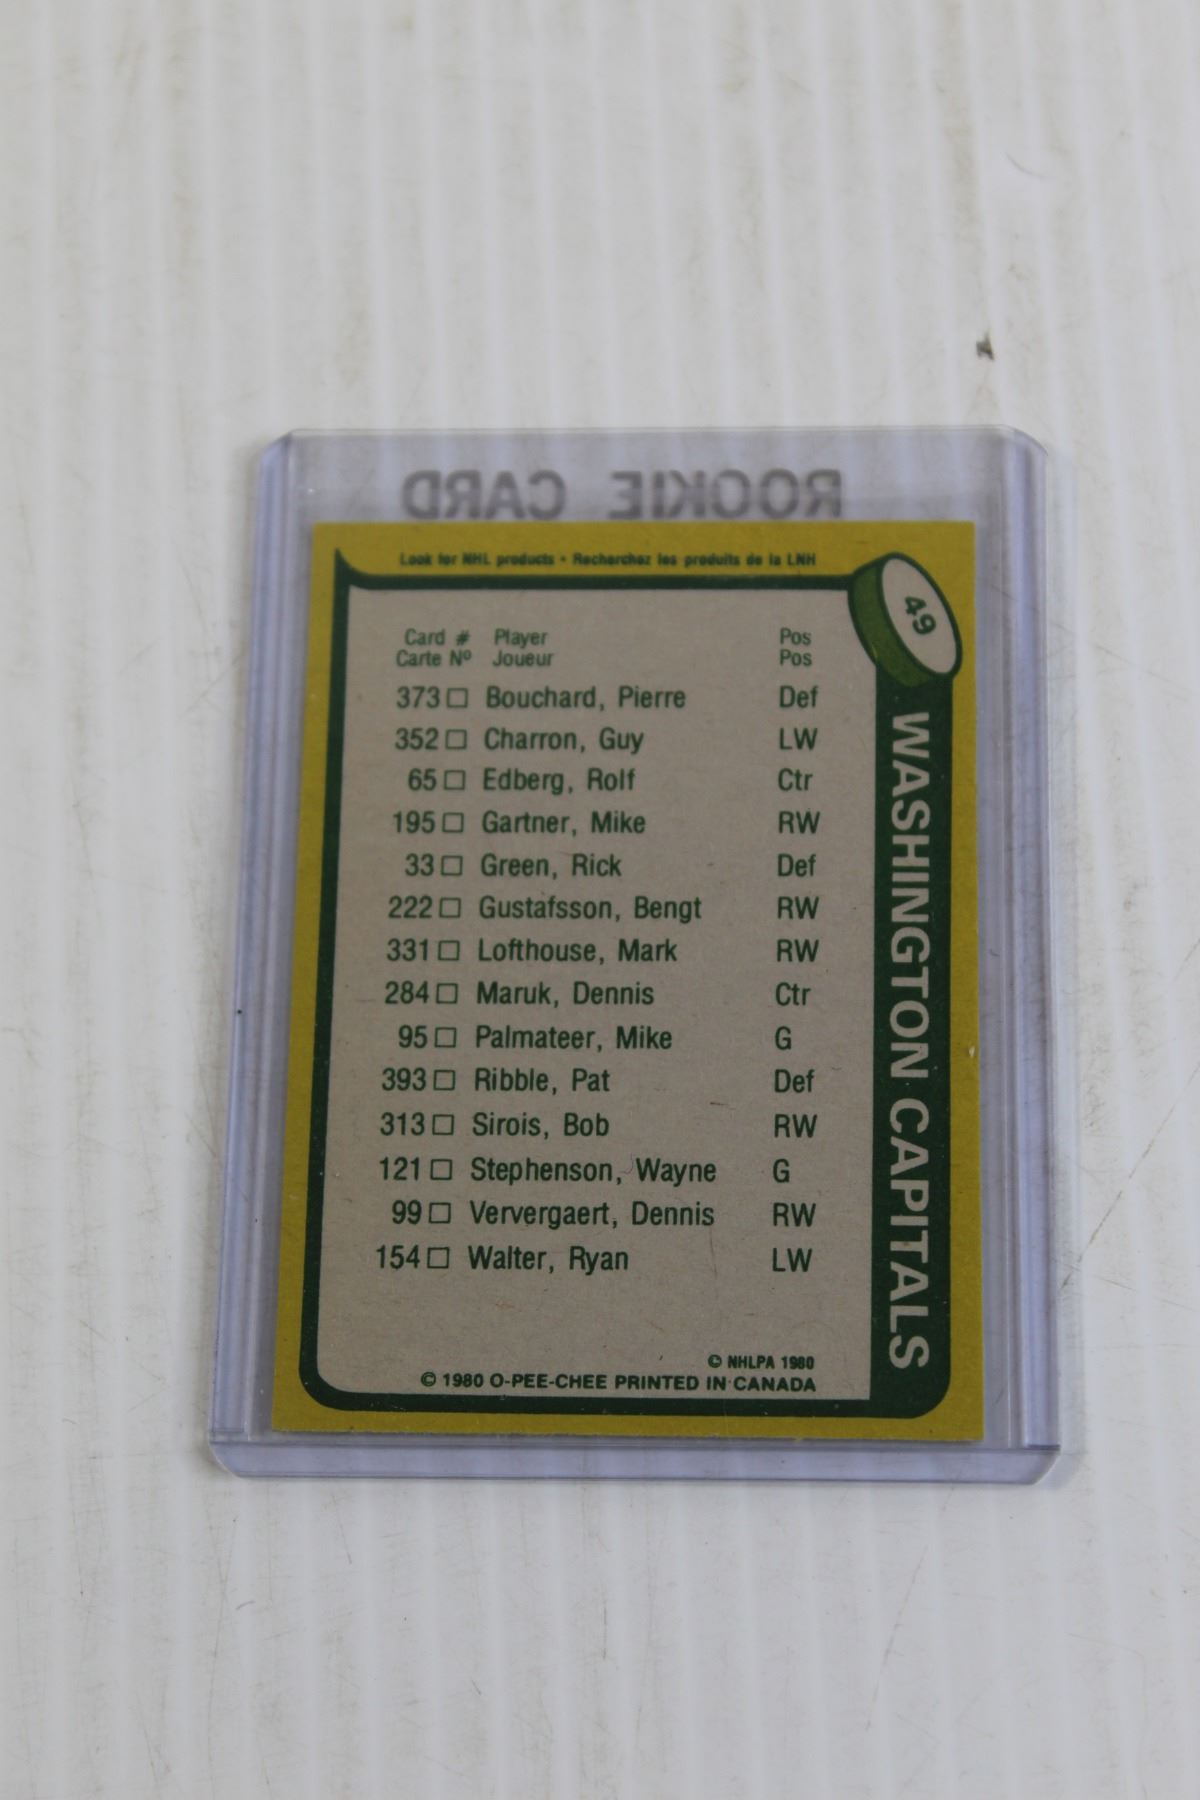 ROOKIE CARD
Look for NHL products • Recherchez les produits de la LNH
49
WASHINGTON CAPITALS
Card # Player Pos
Carte Nº Joueur Pos
373 □ Bouchard, Pierre Def
352 □ Charron, Guy LW
65 □ Edberg, Rolf Ctr
195 □ Gartner, Mike RW
33 □ Green, Rick Def
222 □ Gustafsson, Bengt RW
331 □ Lofthouse, Mark RW
284 □ Maruk, Dennis Ctr
95 □ Palmateer, Mike G
393 □ Ribble, Pat Def
313 □ Sirois, Bob RW
121 □ Stephenson, Wayne G
99 □ Ververgaert, Dennis RW
154 □ Walter, Ryan LW
© NHLPA 1980
© 1980 O-PEE-CHEE PRINTED IN CANADA